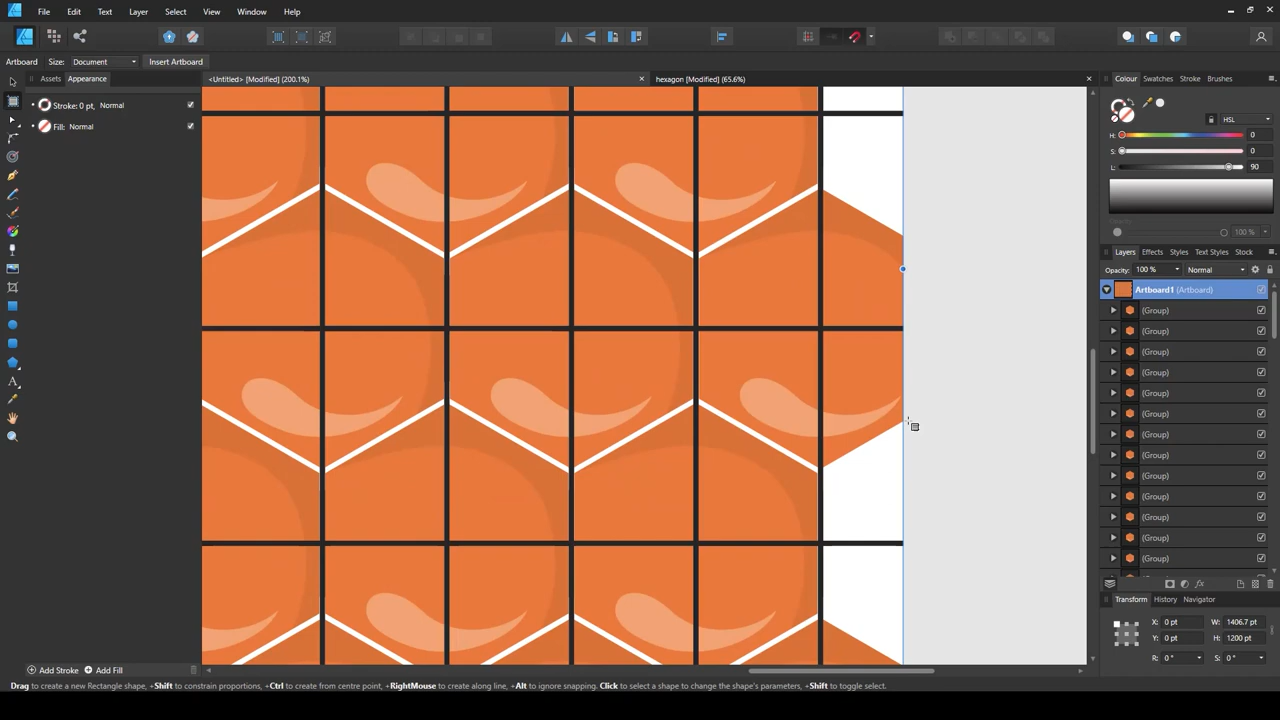 File Edit Text Layer Select View Window Help
Artboard Size: Document Insert Artboard
Assets Appearance
<Untitled> [Modified] (200.1%)
hexagon [Modified] (65.6%)
Stroke: 0 pt, Normal
Fill: Normal
Colour Swatches Stroke Brushes
HSL
H: 0
S: 0
L: 90
Opacity
100 %
Layers Effects Styles Text Styles Stock
Opacity: 100 % Normal
Artboard1 (Artboard)
(Group)
(Group)
(Group)
(Group)
(Group)
(Group)
(Group)
(Group)
(Group)
(Group)
(Group)
(Group)
(Group)
Transform History Navigator
X: 0 pt W: 1406.7 pt
Y: 0 pt H: 1200 pt
R: 0 ° S: 0 °
Add Stroke Add Fill
Drag to create a new Rectangle shape, +Shift to constrain proportions, +Ctrl to create from centre point, +RightMouse to create along line, +Alt to ignore snapping. Click to select a shape to change the shape's parameters, +Shift to toggle select.